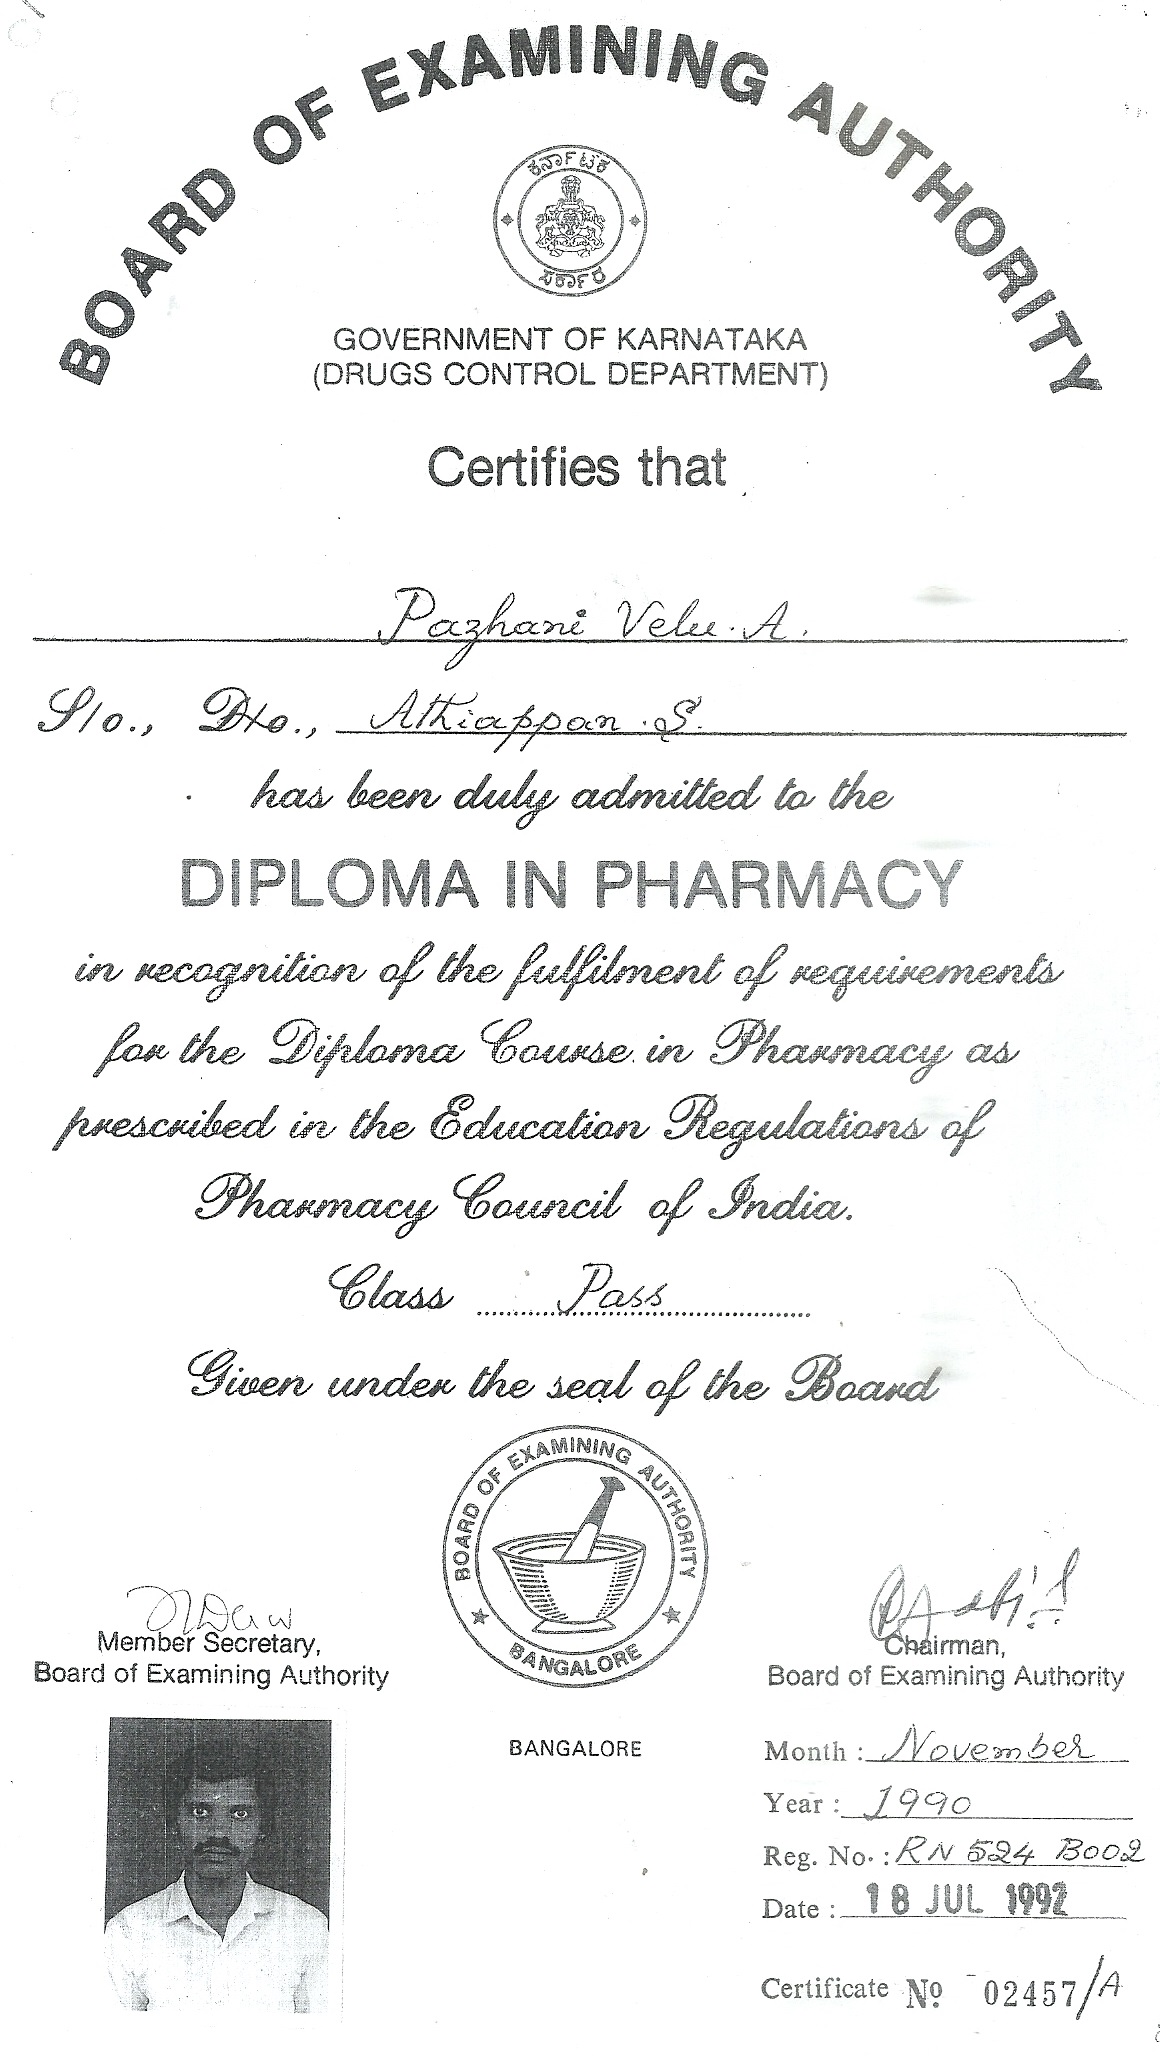 BOARD OF EXAMINING AUTHORITY
ಕರ್ನಾಟಕ
ಸರ್ಕಾರ
GOVERNMENT OF KARNATAKA
(DRUGS CONTROL DEPARTMENT)
Certifies that
Pazhani Velu. A.
S/o., D/o., Athiappan. S.
has been duly admitted to the
DIPLOMA IN PHARMACY
in recognition of the fulfilment of requirements
for the Diploma Course in Pharmacy as
prescribed in the Education Regulations of
Pharmacy Council of India.
Class Pass
Given under the seal of the Board
BOARD OF EXAMINING AUTHORITY
BANGALORE
Member Secretary,
Board of Examining Authority
Chairman,
Board of Examining Authority
BANGALORE
Month : November
Year : 1990
Reg. No. : RN 524 B002
Date : 18 JUL 1992
Certificate No. 02457/A